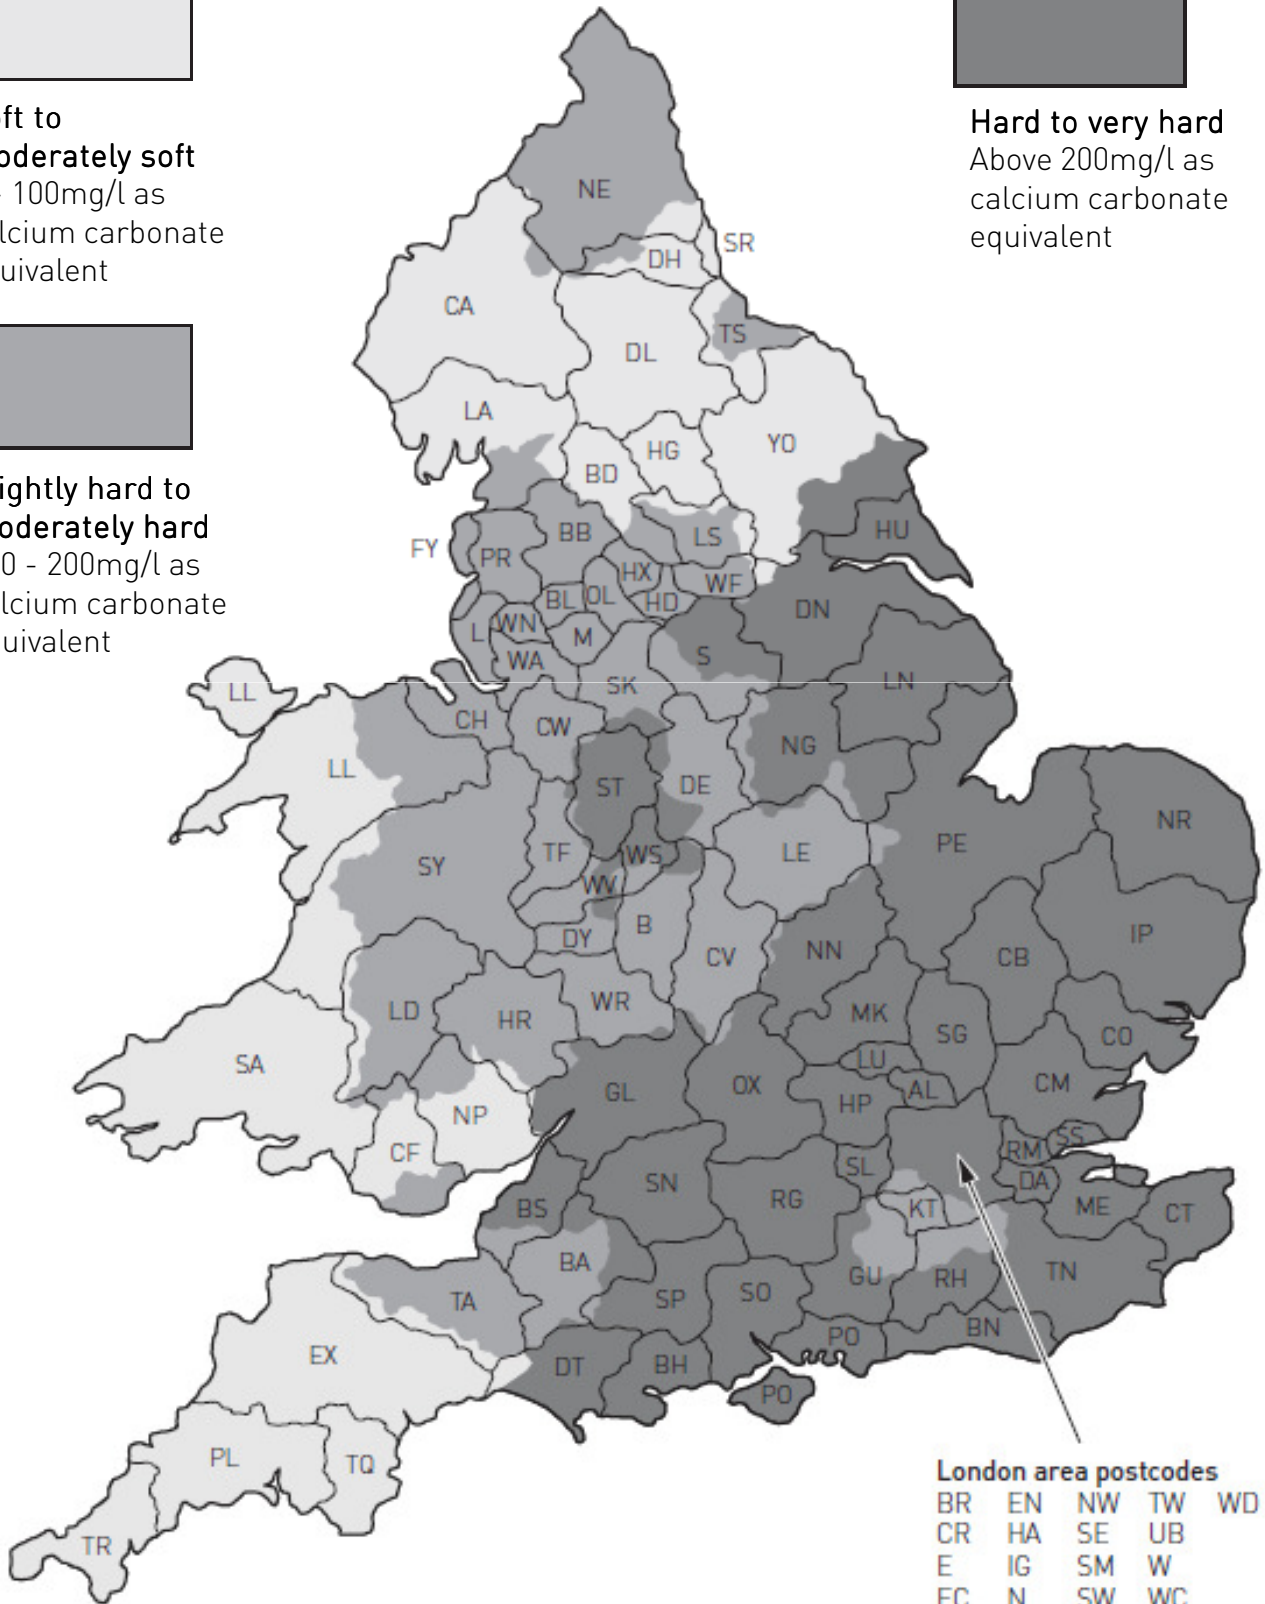 ft to
oderately soft
- 100mg/l as
lcium carbonate
uivalent
Hard to very hard
Above 200mg/l as
calcium carbonate
equivalent
ightly hard to
oderately hard
0 - 200mg/l as
lcium carbonate
quivalent
NE
SR
DH
CA
TS
DL
LA
YO
HG
BD
HU
BB
LS
FY
PR
HX
WF
BL
OL
HD
DN
L
WN
M
WA
S
SK
LN
LL
CH
CW
NG
LL
ST
DE
NR
PE
SY
TF
WS
LE
WV
B
DY
IP
CV
NN
CB
WR
LD
HR
MK
SG
CO
SA
LU
GL
OX
AL
CM
HP
NP
CF
RM
SS
SL
DA
SN
RG
BS
KT
ME
CT
BA
GU
RH
TN
TA
SP
SO
EX
PO
BN
DT
BH
PO
PL
TQ
TR
London area postcodes
BR EN NW TW WD
CR HA SE UB
E IG SM W
EC N SW WC